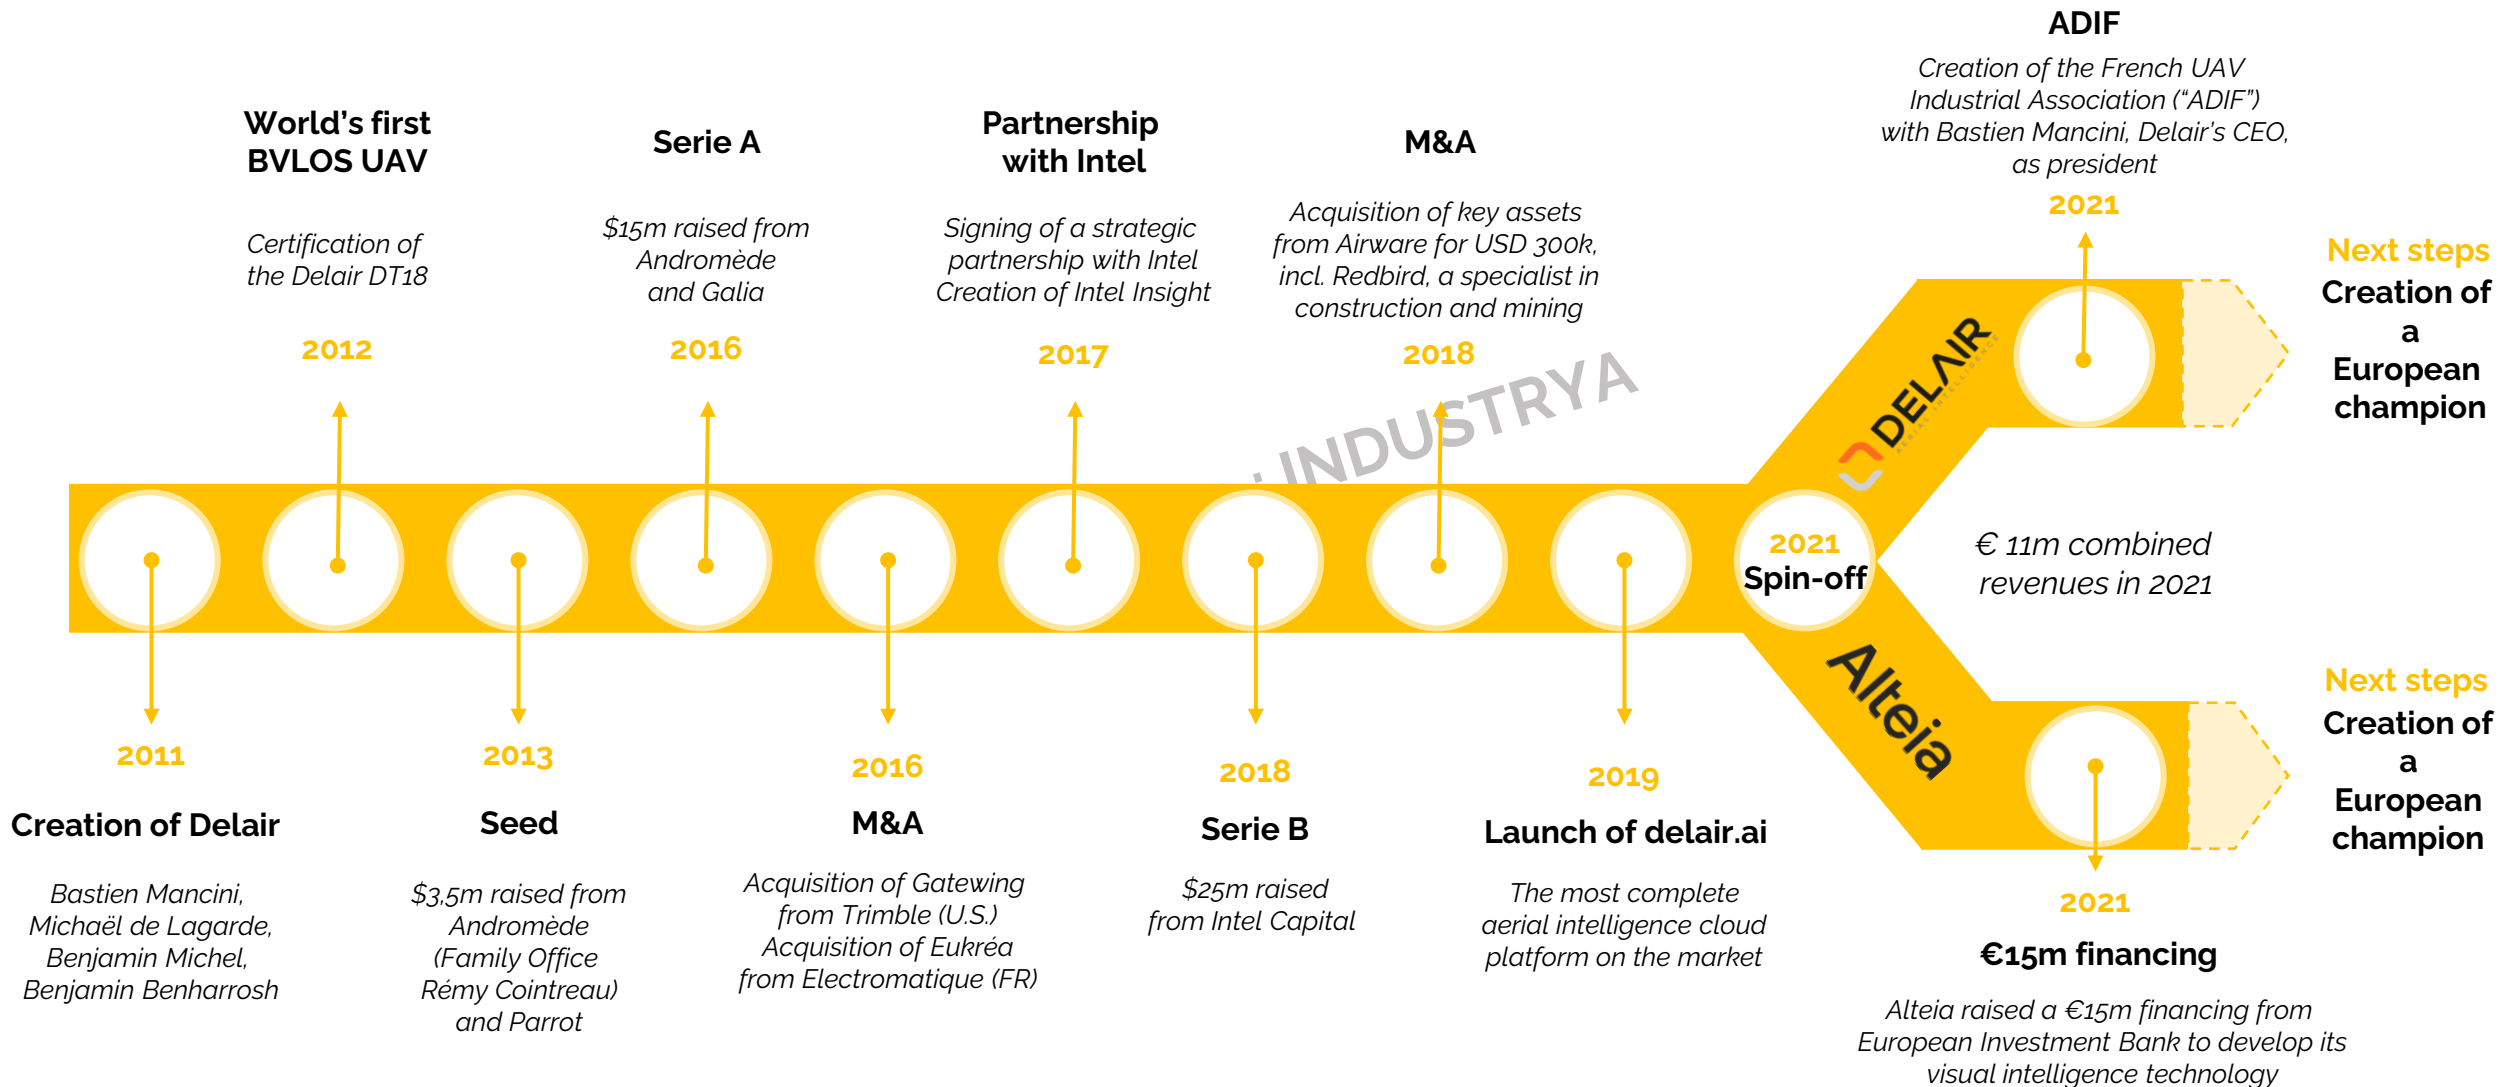 World's first
BVLOS UAV
Certification of
the Delair DT18
2012
Serie A
$15m raised from
Andromède
and Galia
2016
Partnership
with Intel
Signing of a strategic
partnership with Intel
Creation of Intel Insight
2017
M&A
Acquisition of key assets
from Airware for USD 300k,
incl. Redbird, a specialist in
construction and mining
2018
ADIF
Creation of the French UAV
Industrial Association (“ADIF”)
with Bastien Mancini, Delair's CEO,
as president
2021
Next steps
Creation of
a
European
champion
INDUSTRYA
DELAIR
AERIAL INTELLIGENCE
2021
Spin-off
€ 11m combined
revenues in 2021
Alteia
2011
Creation of Delair
Bastien Mancini,
Michaël de Lagarde,
Benjamin Michel,
Benjamin Benharrosh
2013
Seed
$3,5m raised from
Andromède
(Family Office
Rémy Cointreau)
and Parrot
2016
M&A
Acquisition of Gatewing
from Trimble (U.S.)
Acquisition of Eukréa
from Electromatique (FR)
2018
Serie B
$25m raised
from Intel Capital
2019
Launch of delair.ai
The most complete
aerial intelligence cloud
platform on the market
Next steps
Creation of
a
European
champion
2021
€15m financing
Alteia raised a €15m financing from
European Investment Bank to develop its
visual intelligence technology